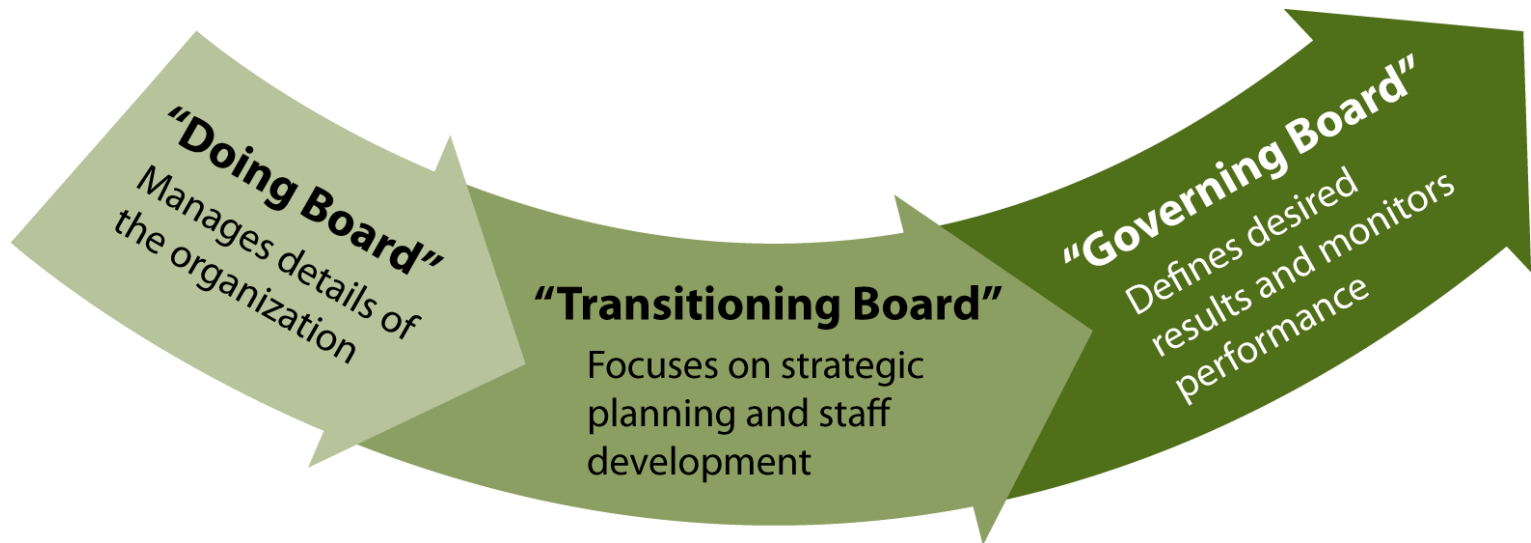 “Doing Board”
Manages details of
the organization
“Transitioning Board”
Focuses on strategic
planning and staff
development
“Governing Board”
Defines desired
results and monitors
performance